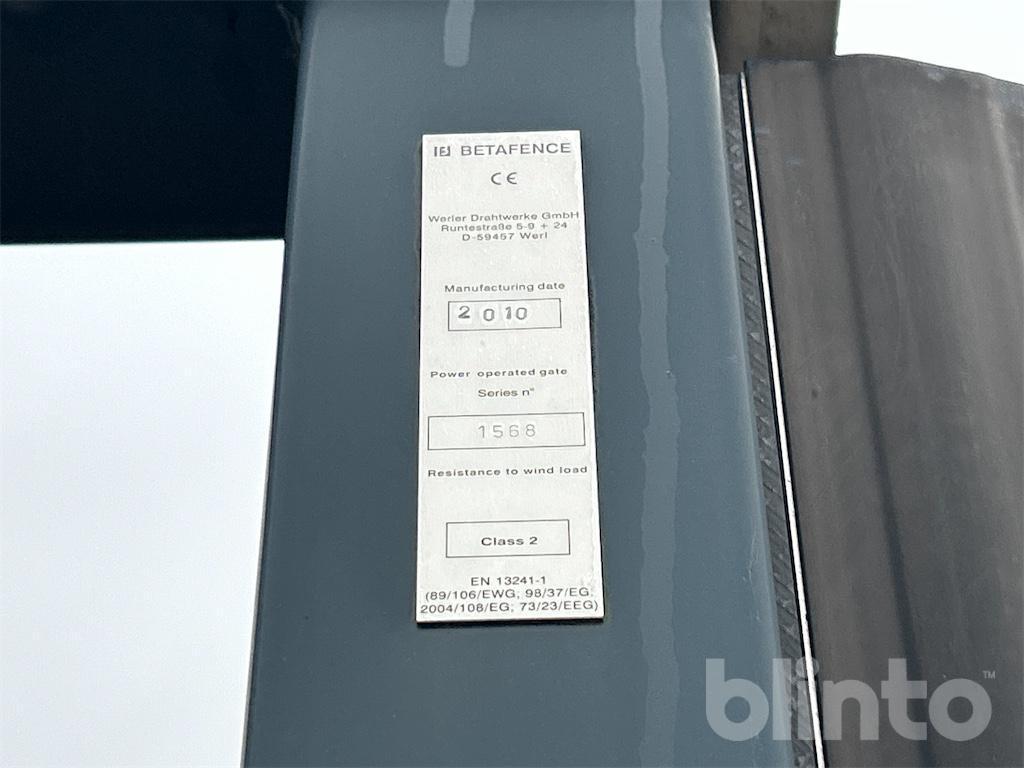 BETAFENCE
CE
Werler Drahtwerke GmbH
Runtestraße 5-9 + 24
D-59457 Werl
Manufacturing date
2010
Power operated gate
Series n°
1568
Resistance to wind load
Class 2
EN 13241-1
(89/106/EWG; 98/37/EG;
2004/108/EG; 73/23/EEG)
blinto™